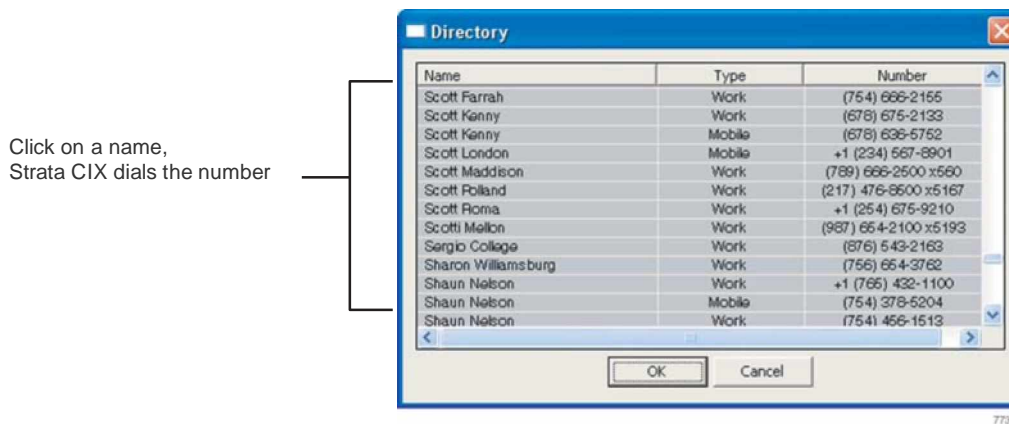 Directory
Click on a name,
Strata CIX dials the number
Name Type Number
Scott Farrah Work (754) 666-2155
Scott Kenny Work (678) 675-2133
Scott Kenny Mobile (678) 636-5752
Scott London Mobile +1 (234) 567-8901
Scott Maddison Work (789) 666-2500 x560
Scott Rolland Work (217) 476-8500 x5167
Scott Roma Work +1 (254) 675-9210
Scotti Mellon Work (987) 654-2100 x5193
Sergio College Work (876) 543-2163
Sharon Williamsburg Work (756) 654-3762
Shaun Nelson Work +1 (765) 432-1100
Shaun Nelson Mobile (754) 378-5204
Shaun Nelson Work (754) 456-1513
OK Cancel